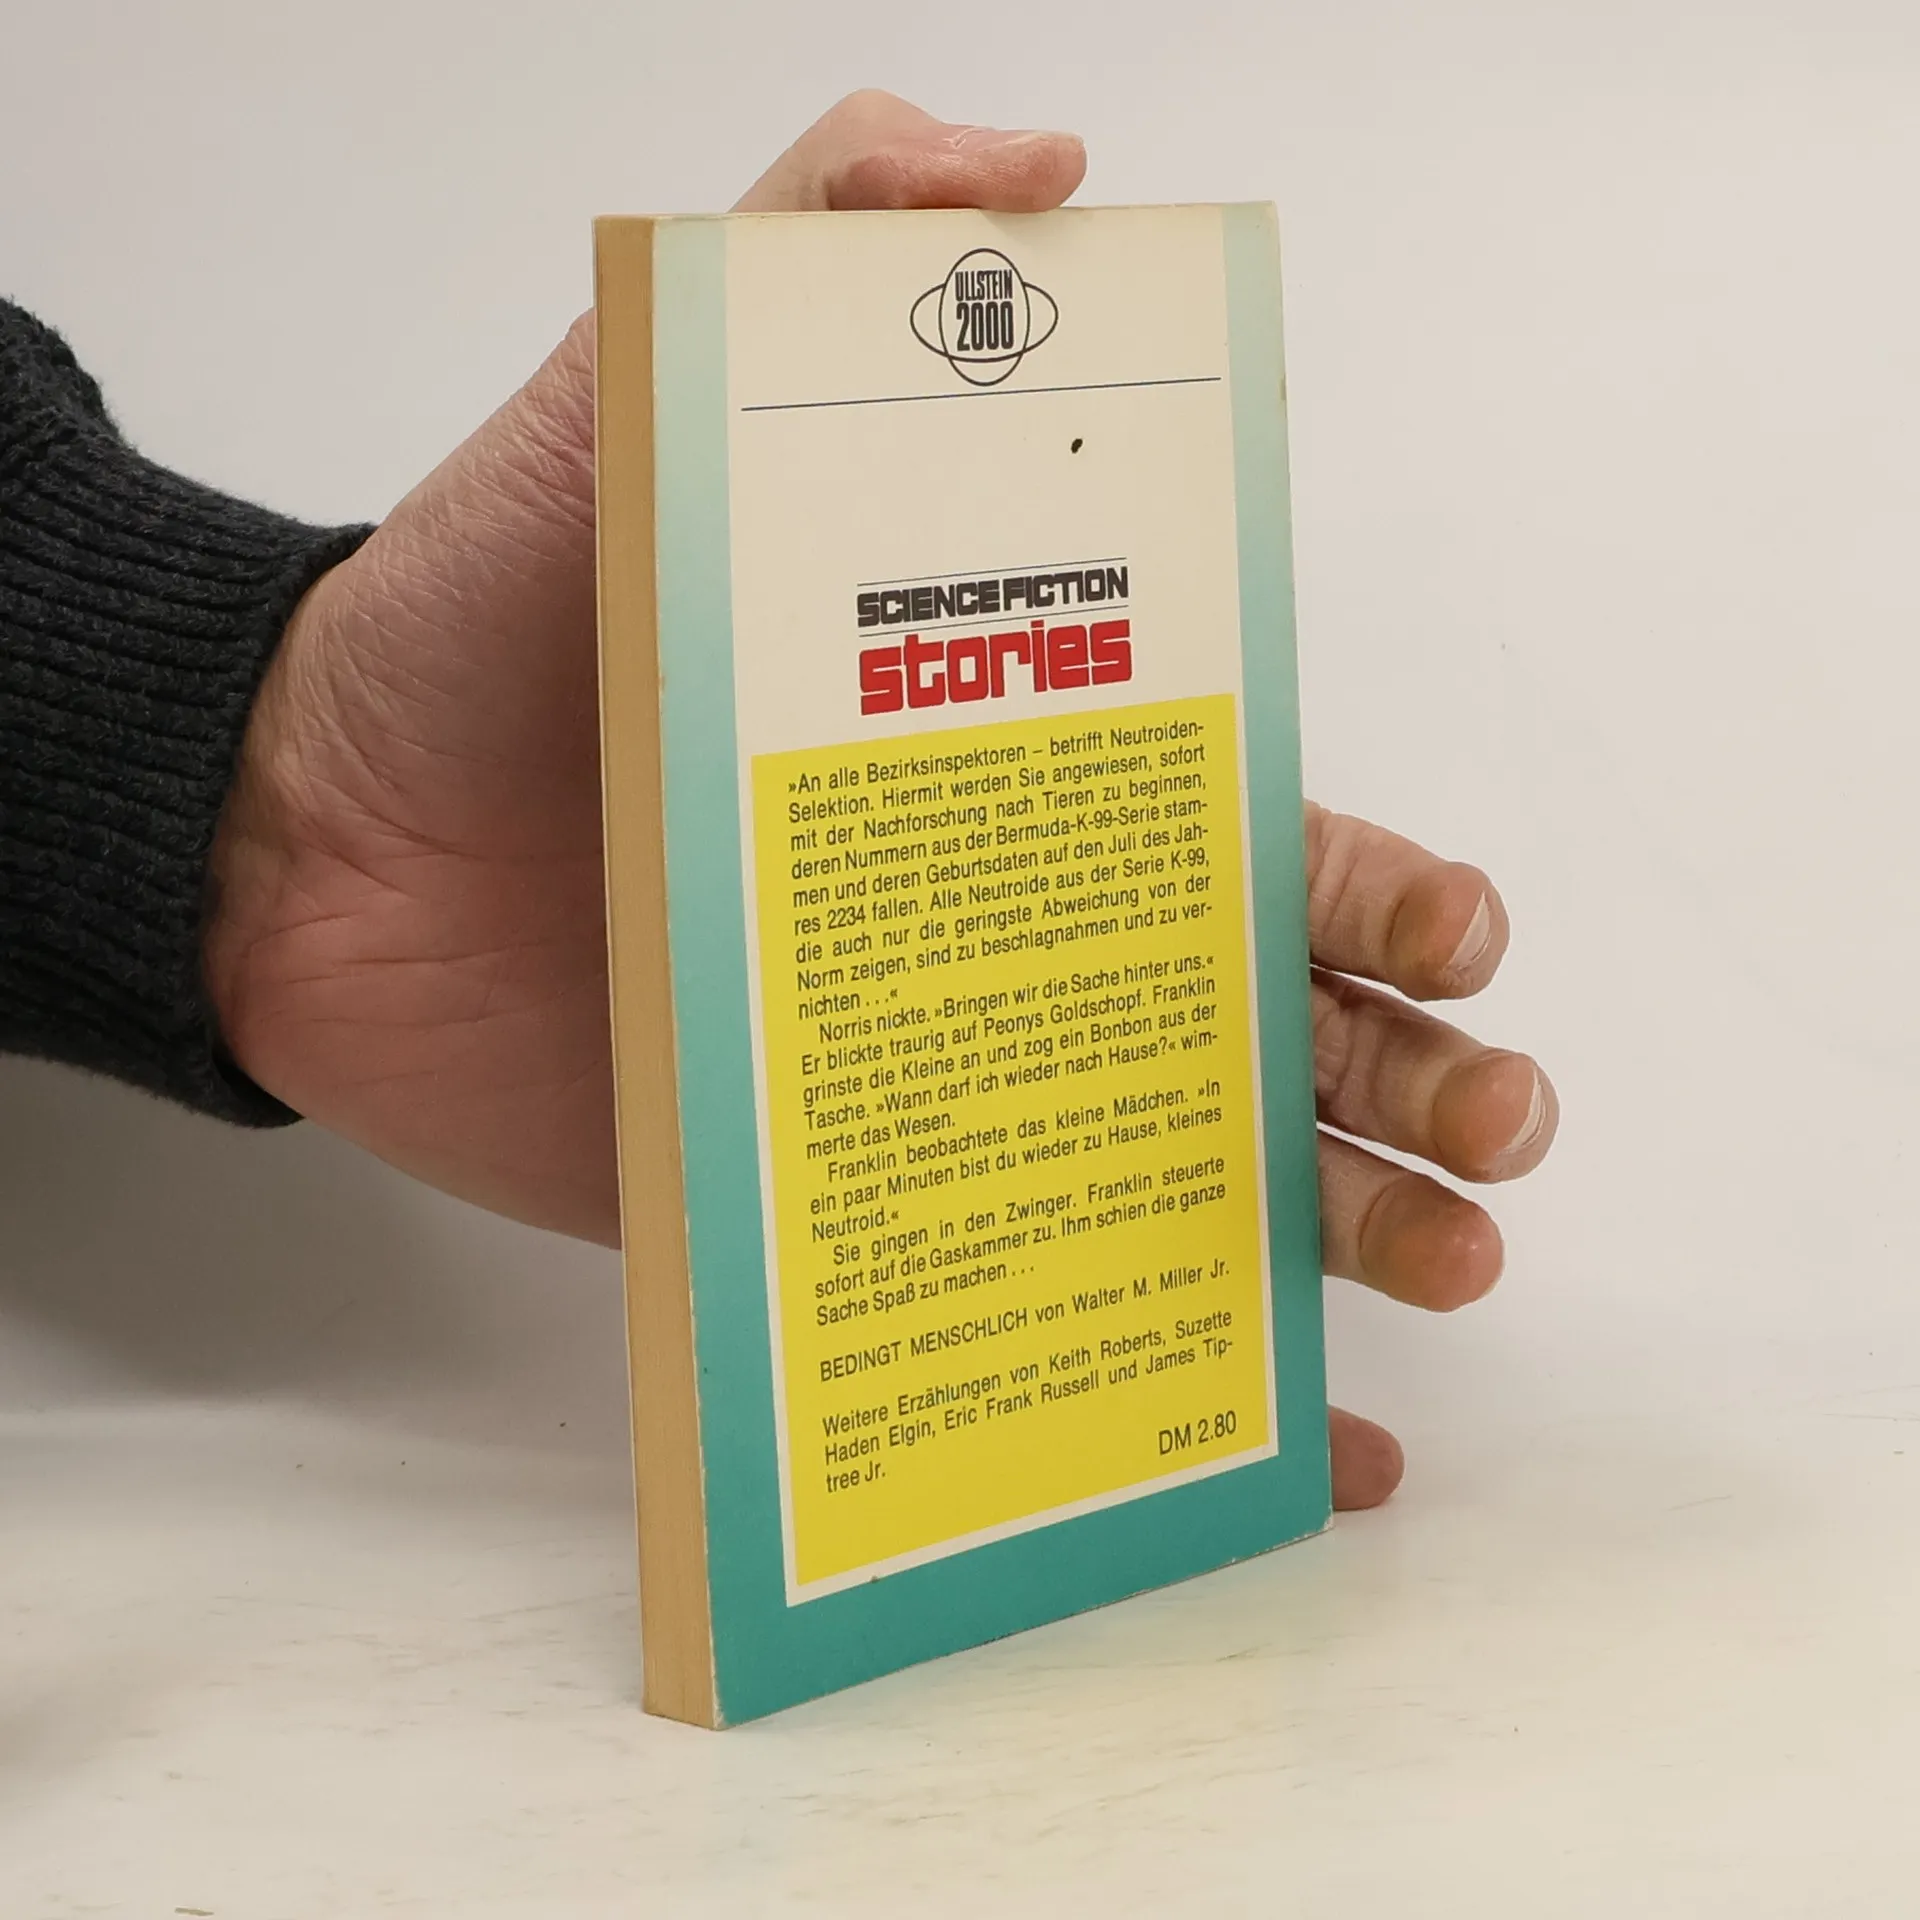 ULLSTEIN
2000
SCIENCE FICTION
stories
»An alle Bezirksinspektoren – betrifft Neutroiden-
Selektion. Hiermit werden Sie angewiesen, sofort
mit der Nachforschung nach Tieren zu beginnen,
deren Nummern aus der Bermuda-K-99-Serie stam-
men und deren Geburtsdaten auf den Juli des Jah-
res 2234 fallen. Alle Neutroide aus der Serie K-99,
die auch nur die geringste Abweichung von der
Norm zeigen, sind zu beschlagnahmen und zu ver-
nichten . . .«
Norris nickte. »Bringen wir die Sache hinter uns.«
Er blickte traurig auf Peonys Goldschopf. Franklin
grinste die Kleine an und zog ein Bonbon aus der
Tasche. »Wann darf ich wieder nach Hause?« wim-
merte das Wesen.
Franklin beobachtete das kleine Mädchen. »In
ein paar Minuten bist du wieder zu Hause, kleines
Neutroid.«
Sie gingen in den Zwinger. Franklin steuerte
sofort auf die Gaskammer zu. Ihm schien die ganze
Sache Spaß zu machen . . .
BEDINGT MENSCHLICH von Walter M. Miller Jr.
Weitere Erzählungen von Keith Roberts, Suzette
Haden Elgin, Eric Frank Russell und James Tip-
tree Jr.
DM 2.80